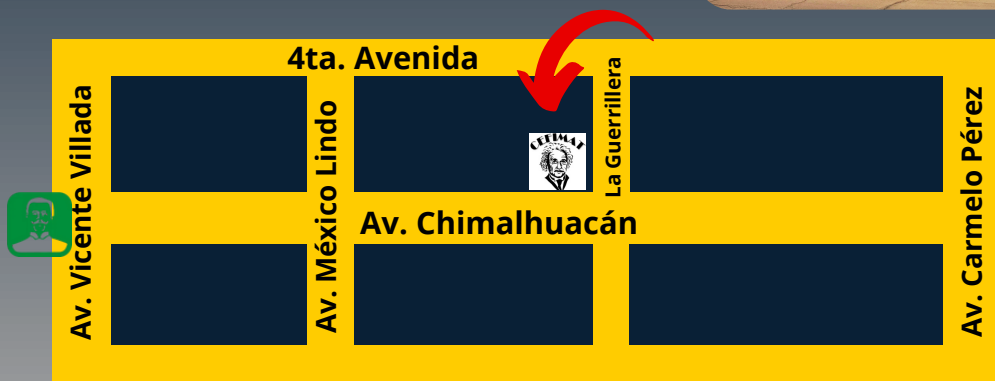 4ta. Avenida
Av. Vicente Villada
Av. México Lindo
CEFIMAT
La Guerrillera
Av. Carmelo Pérez
Av. Chimalhuacán